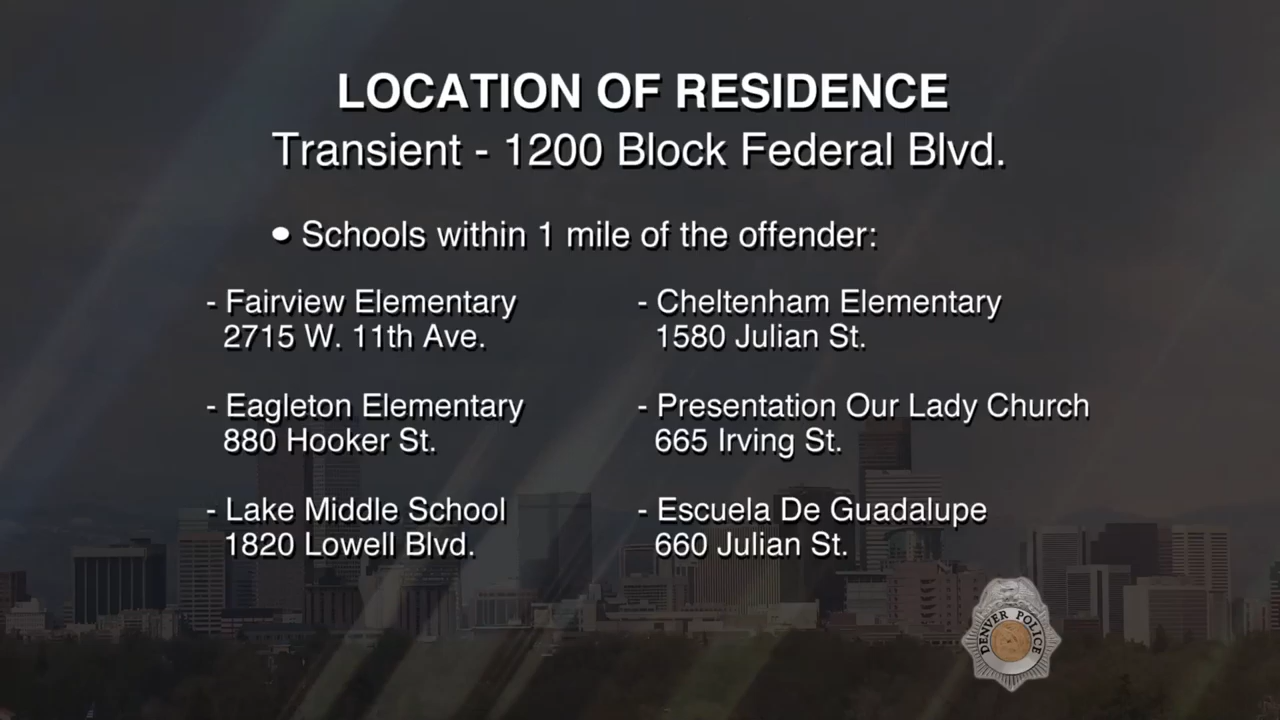 LOCATION OF RESIDENCE
Transient - 1200 Block Federal Blvd.
• Schools within 1 mile of the offender:
- Fairview Elementary
2715 W. 11th Ave.
- Eagleton Elementary
880 Hooker St.
- Lake Middle School
1820 Lowell Blvd.
- Cheltenham Elementary
1580 Julian St.
- Presentation Our Lady Church
665 Irving St.
- Escuela De Guadalupe
660 Julian St.
DENVER POLICE